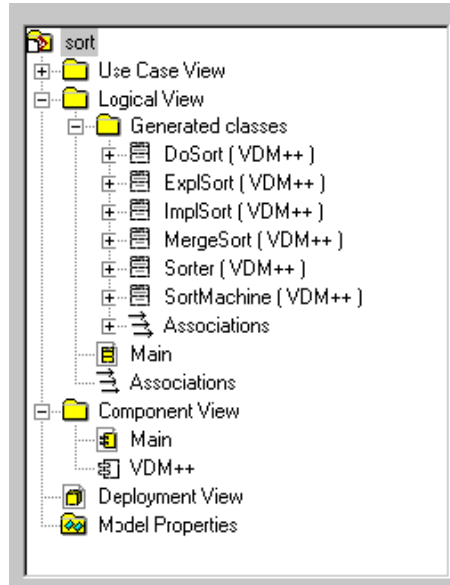 sort
Use Case View
Logical View
Generated classes
DoSort ( VDM++ )
ExplSort ( VDM++ )
ImplSort ( VDM++ )
MergeSort ( VDM++ )
Sorter ( VDM++ )
SortMachine ( VDM++ )
Associations
Main
Associations
Component View
Main
VDM++
Deployment View
Model Properties